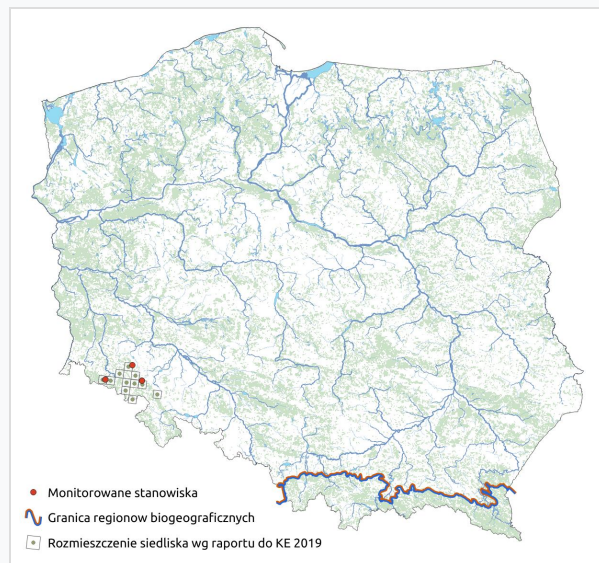 Monitorowane stanowiska
Granica regionow biogeograficznych
Rozmieszczenie siedliska wg raportu do KE 2019